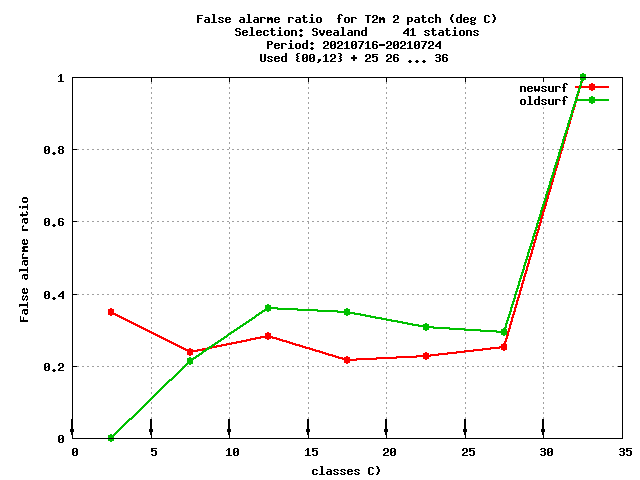 False alarme ratio  for T2m 2 patch (deg C)
Selection: Svealand     41 stations
Period: 20210716-20210724
Used {00,12} + 25 26 ... 36
newsurf
oldsurf
1
0.8
0.6
0.4
0.2
0
False alarme ratio
0 5 10 15 20 25 30 35
classes C)